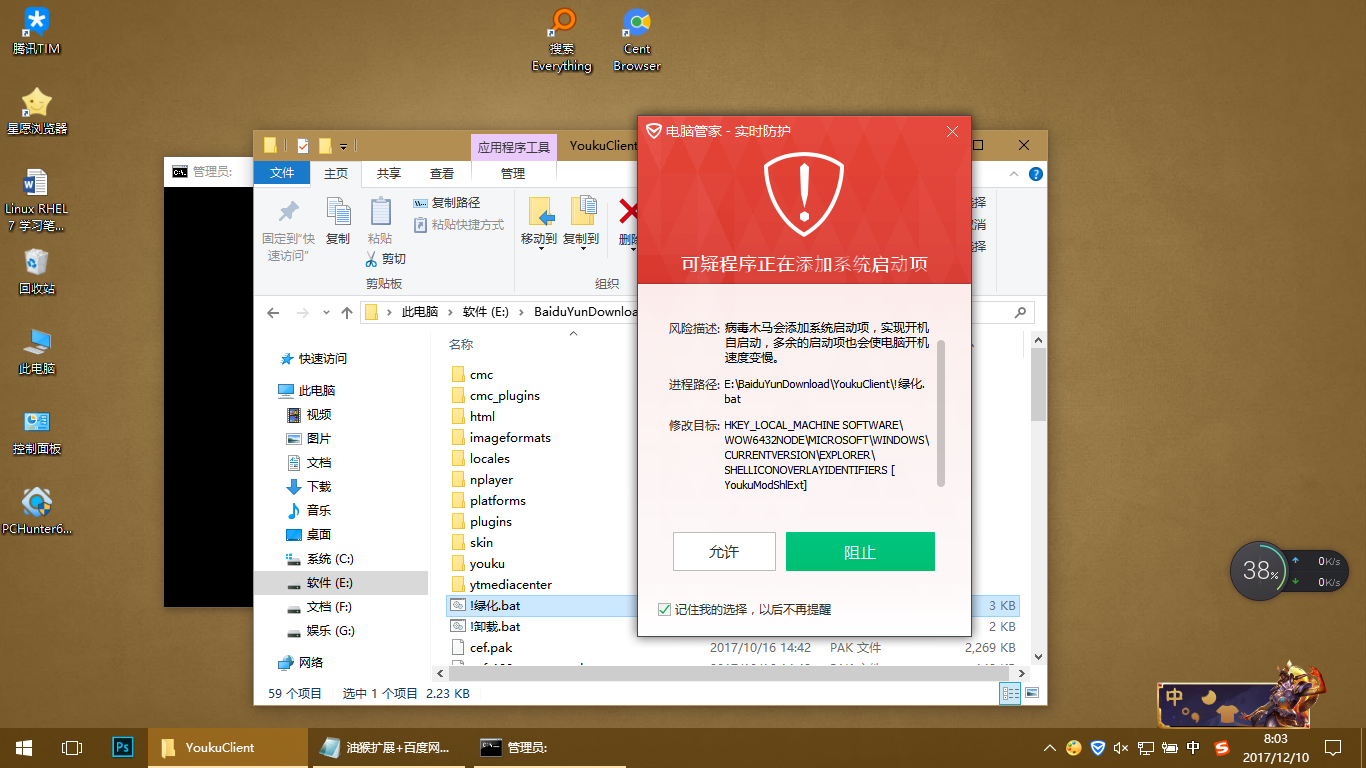 腾讯TIM
星愿浏览器
Linux RHEL
7 学习笔...
回收站
此电脑
控制面板
PCHunter6...
搜索
Everything
Cent
Browser
管理员:
应用程序工具
YoukuClient
文件
主页
共享
查看
管理
固定到"快
速访问"
复制
粘贴
复制路径
粘贴快捷方式
剪切
剪贴板
移动到
复制到
删除
组织
此电脑
软件 (E:)
BaiduYunDownloa
快速访问
此电脑
视频
图片
文档
下载
音乐
桌面
系统 (C:)
软件 (E:)
文档 (F:)
娱乐 (G:)
网络
名称
cmc
cmc_plugins
html
imageformats
locales
nplayer
platforms
plugins
skin
youku
ytmediacenter
!绿化.bat 3 KB
!卸载.bat 2 KB
cef.pak 2017/10/16 14:42 PAK 文件 2,269 KB
59 个项目 选中 1 个项目 2.23 KB
电脑管家 - 实时防护
可疑程序正在添加系统启动项
风险描述: 病毒木马会添加系统启动项，实现开机
自启动，多余的启动项也会使电脑开机
速度变慢。
进程路径: E:\BaiduYunDownload\YoukuClient\!绿化.
bat
修改目标: HKEY_LOCAL_MACHINE SOFTWARE\
WOW6432NODE\MICROSOFT\WINDOWS\
CURRENTVERSION\EXPLORER\
SHELLICONOVERLAYIDENTIFIERS [
YoukuModShlExt]
允许
阻止
记住我的选择，以后不再提醒
38%
0K/s
0K/s
中
Ps
YoukuClient
油猴扩展+百度网...
管理员:
中
8:03
2017/12/10